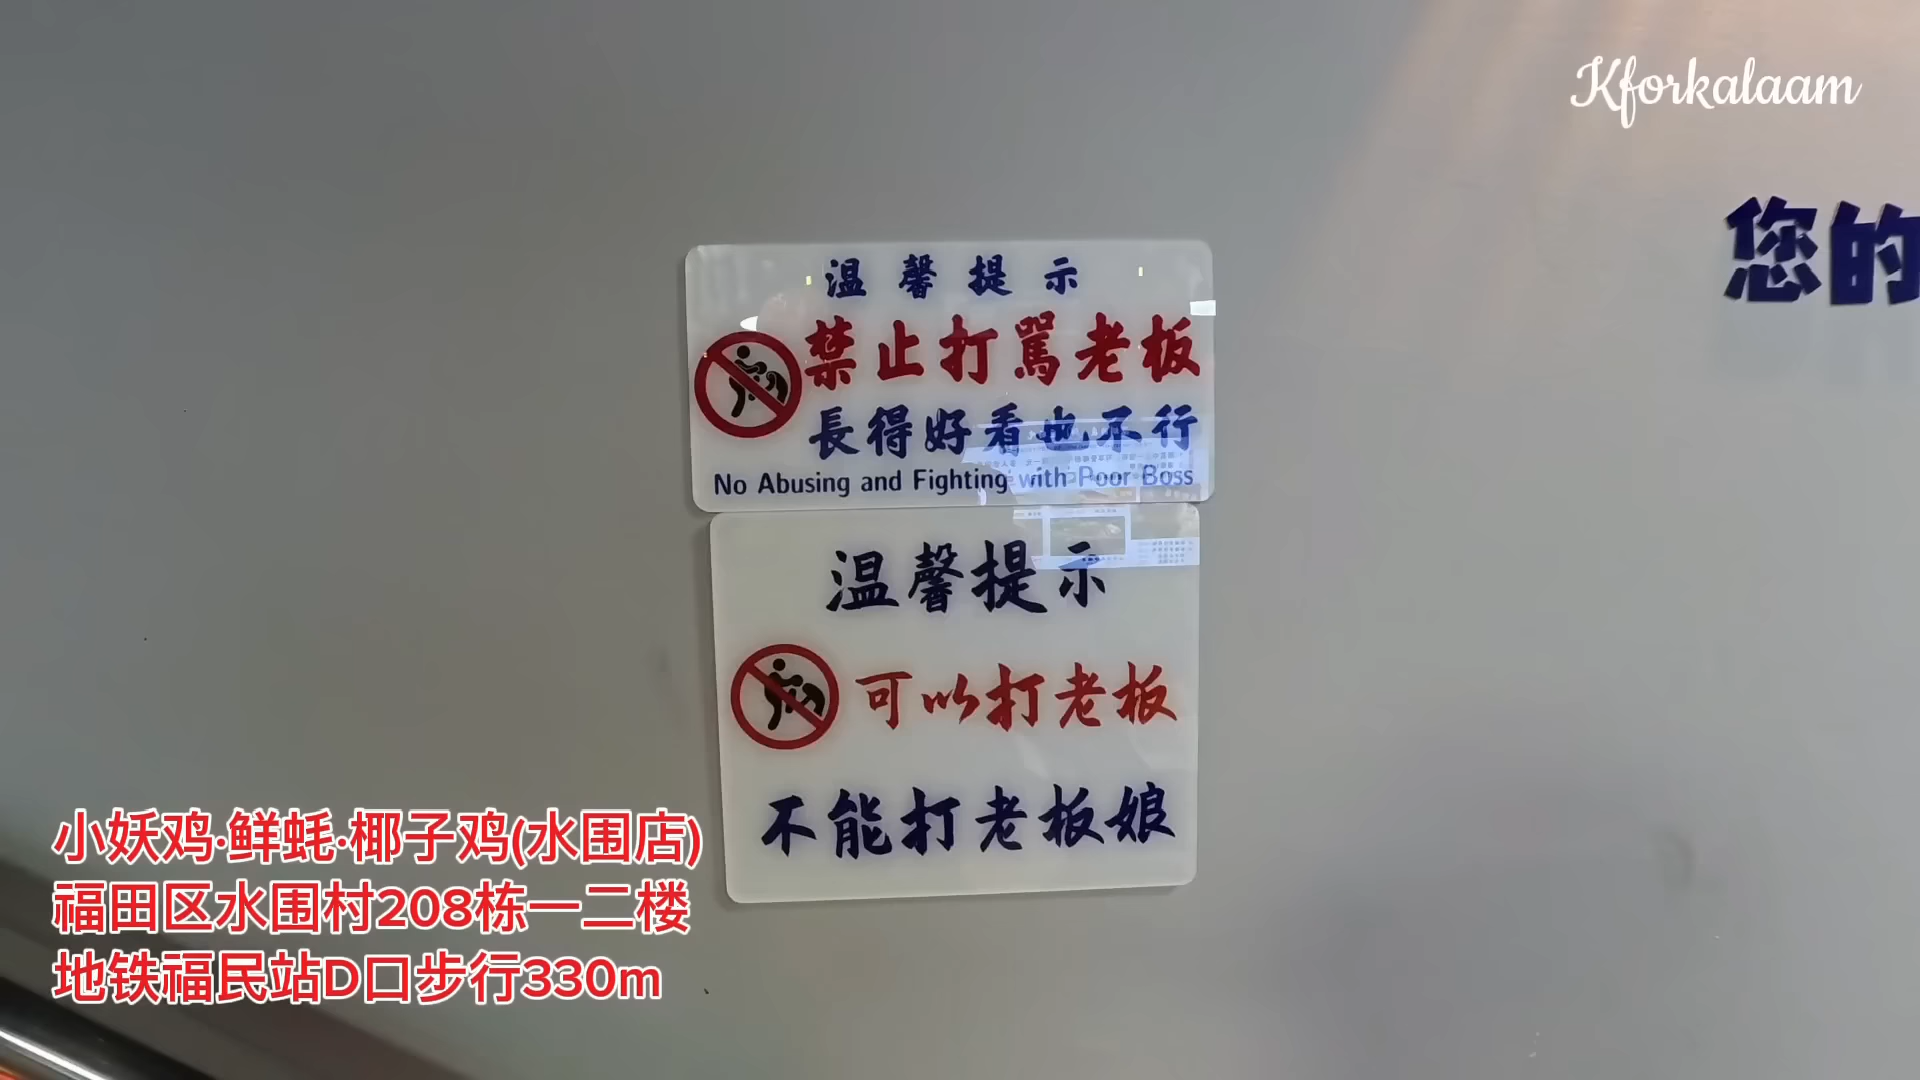 Kforkalaam
您的
温馨提示
禁止打罵老板
長得好看也不行
No Abusing and Fighting with Poor Boss
温馨提示
可以打老板
不能打老板娘
小妖鸡·鲜蚝·椰子鸡(水围店)
福田区水围村208栋一二楼
地铁福民站D口步行330m